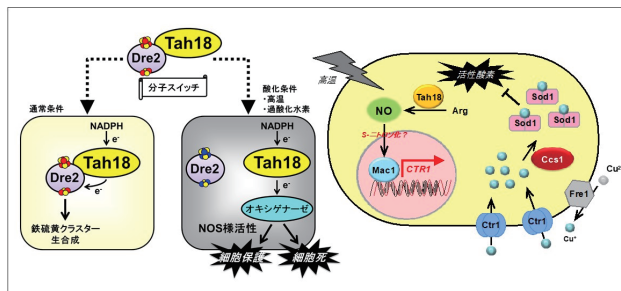 Tah18
Dre2
分子スイッチ
通常条件
酸化条件
・高温
・過酸化水素
NADPH
e⁻
Tah18
Dre2
e⁻
鉄硫黄クラスター
生合成
NADPH
e⁻
Dre2
Tah18
e⁻
オキシゲナーゼ
NOS様活性
細胞保護
細胞死
高温
活性酸素
NO
Tah18
Arg
S-ニトロソ化?
Mac1
CTR1
Sod1
Sod1
Sod1
Ccs1
Cu²
Fre1
Ctr1
Ctr1
Cu⁺